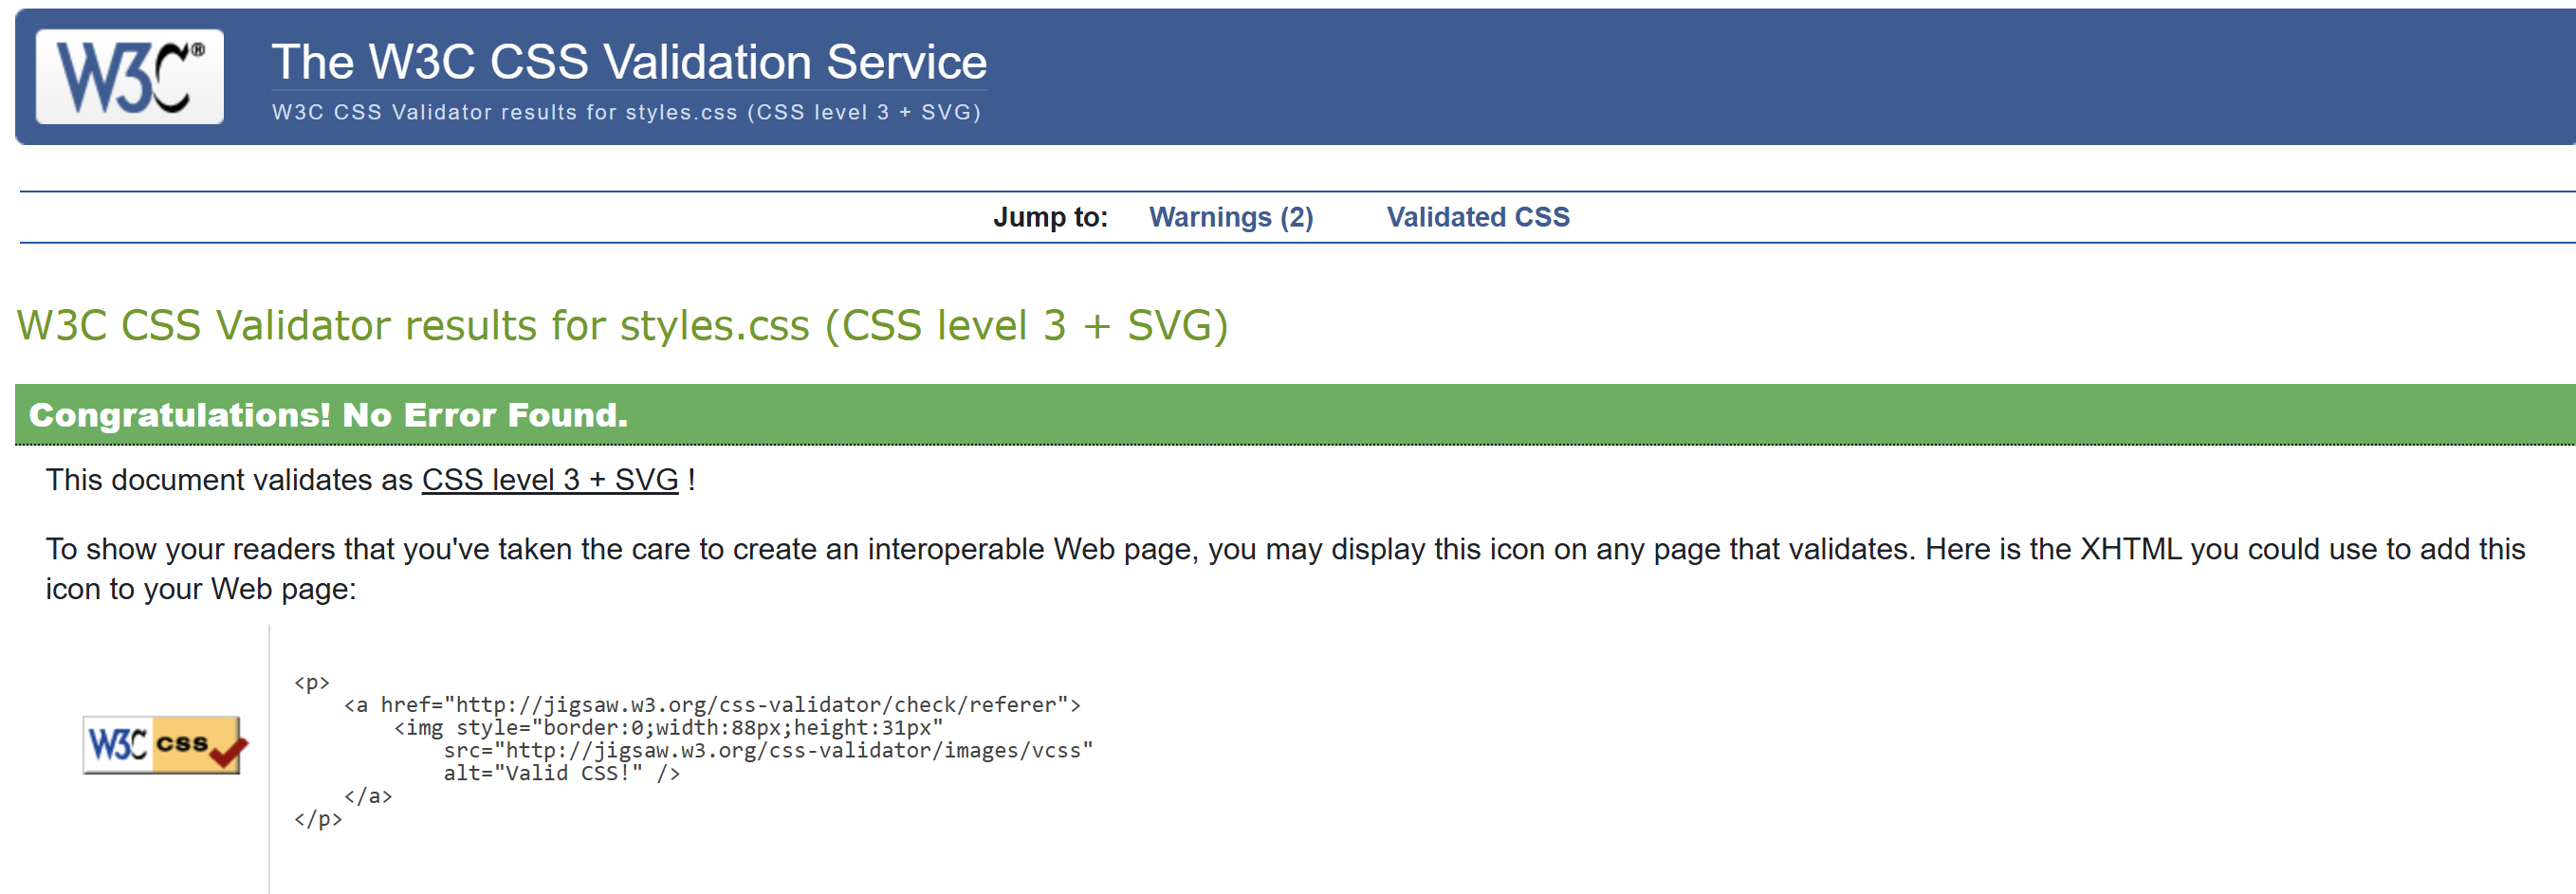 W3C®
The W3C CSS Validation Service
W3C CSS Validator results for styles.css (CSS level 3 + SVG)
Jump to: Warnings (2) Validated CSS
W3C CSS Validator results for styles.css (CSS level 3 + SVG)
Congratulations! No Error Found.
This document validates as CSS level 3 + SVG !
To show your readers that you've taken the care to create an interoperable Web page, you may display this icon on any page that validates. Here is the XHTML you could use to add this
icon to your Web page:
W3C css
<p>
    <a href="http://jigsaw.w3.org/css-validator/check/referer">
        <img style="border:0;width:88px;height:31px"
            src="http://jigsaw.w3.org/css-validator/images/vcss"
            alt="Valid CSS!" />
    </a>
</p>